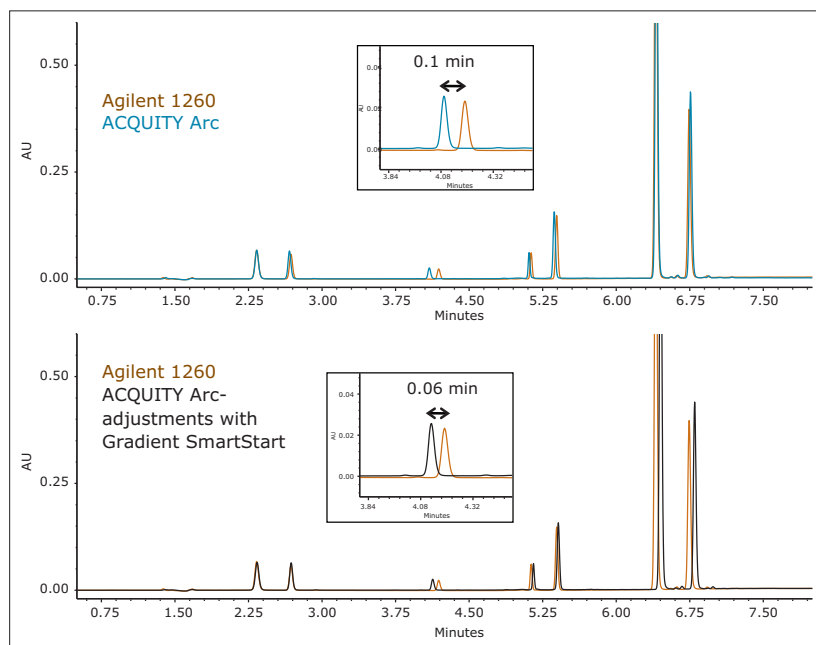 0.50
0.25
0.00
AU
Agilent 1260
ACQUITY Arc
0.1 min
0.04
0.02
0.00
AU
3.84 4.08 4.32
Minutes
0.75 1.50 2.25 3.00 3.75 4.50 5.25 6.00 6.75 7.50
Minutes
0.50
0.25
0.00
AU
Agilent 1260
ACQUITY Arc-
adjustments with
Gradient SmartStart
0.06 min
0.04
0.02
0.00
AU
3.84 4.08 4.32
Minutes
0.75 1.50 2.25 3.00 3.75 4.50 5.25 6.00 6.75 7.50
Minutes